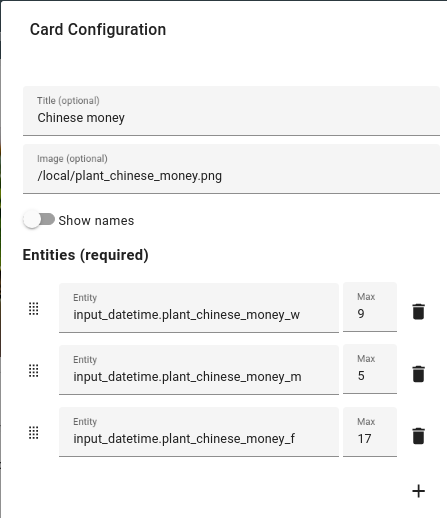 Card Configuration
Title (optional)
Chinese money
Image (optional)
/local/plant_chinese_money.png
Show names
Entities (required)
Entity
input_datetime.plant_chinese_money_w
Max
9
Entity
input_datetime.plant_chinese_money_m
Max
5
Entity
input_datetime.plant_chinese_money_f
Max
17